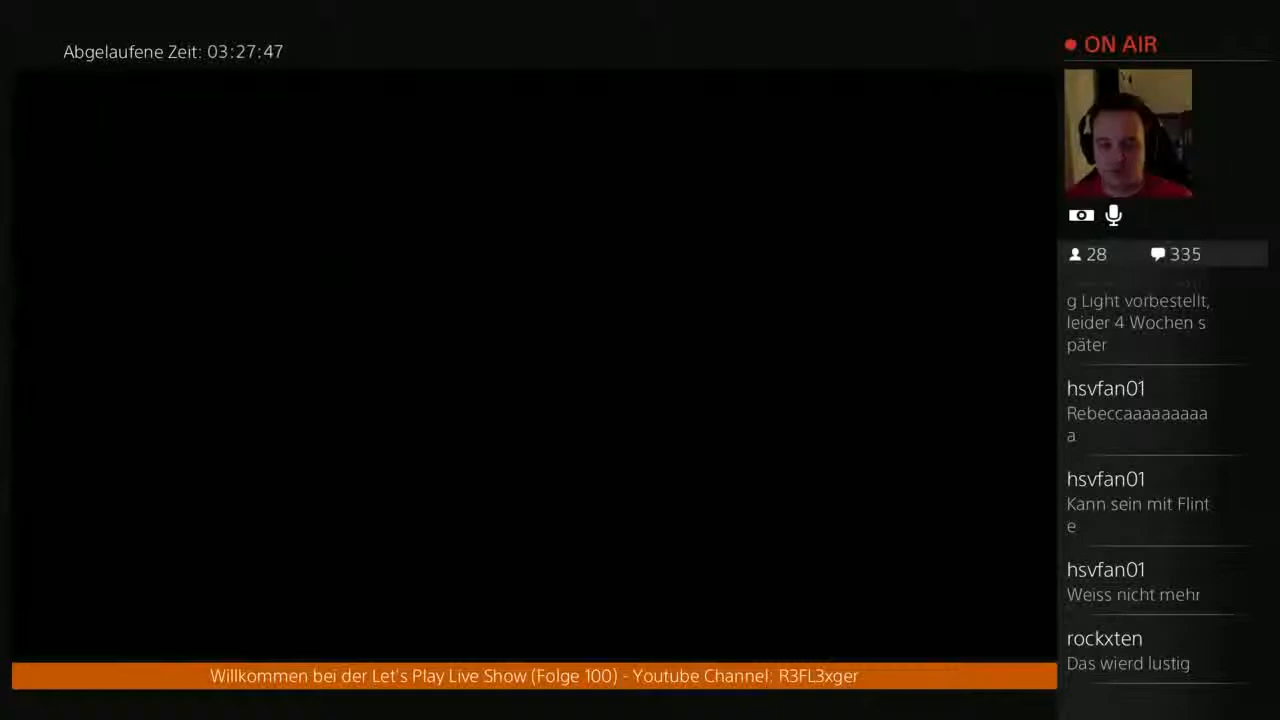 Abgelaufene Zeit: 03:27:47
ON AIR
28 335
g Light vorbestellt,
leider 4 Wochen s
päter
hsvfan01
Rebeccaaaaaaaaa
a
hsvfan01
Kann sein mit Flint
e
hsvfan01
Weiss nicht mehr
rockxten
Das wierd lustig
Willkommen bei der Let's Play Live Show (Folge 100) - Youtube Channel: R3FL3xger